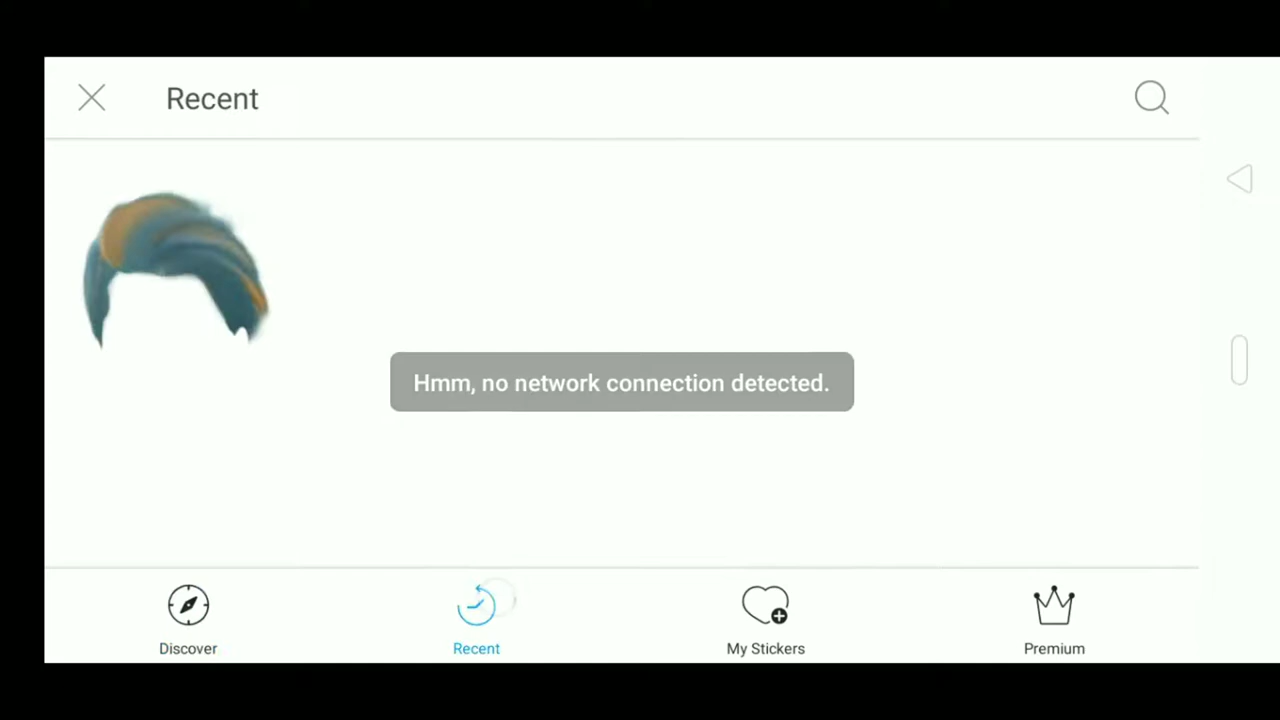 Recent
Hmm, no network connection detected.
Discover
Recent
My Stickers
Premium